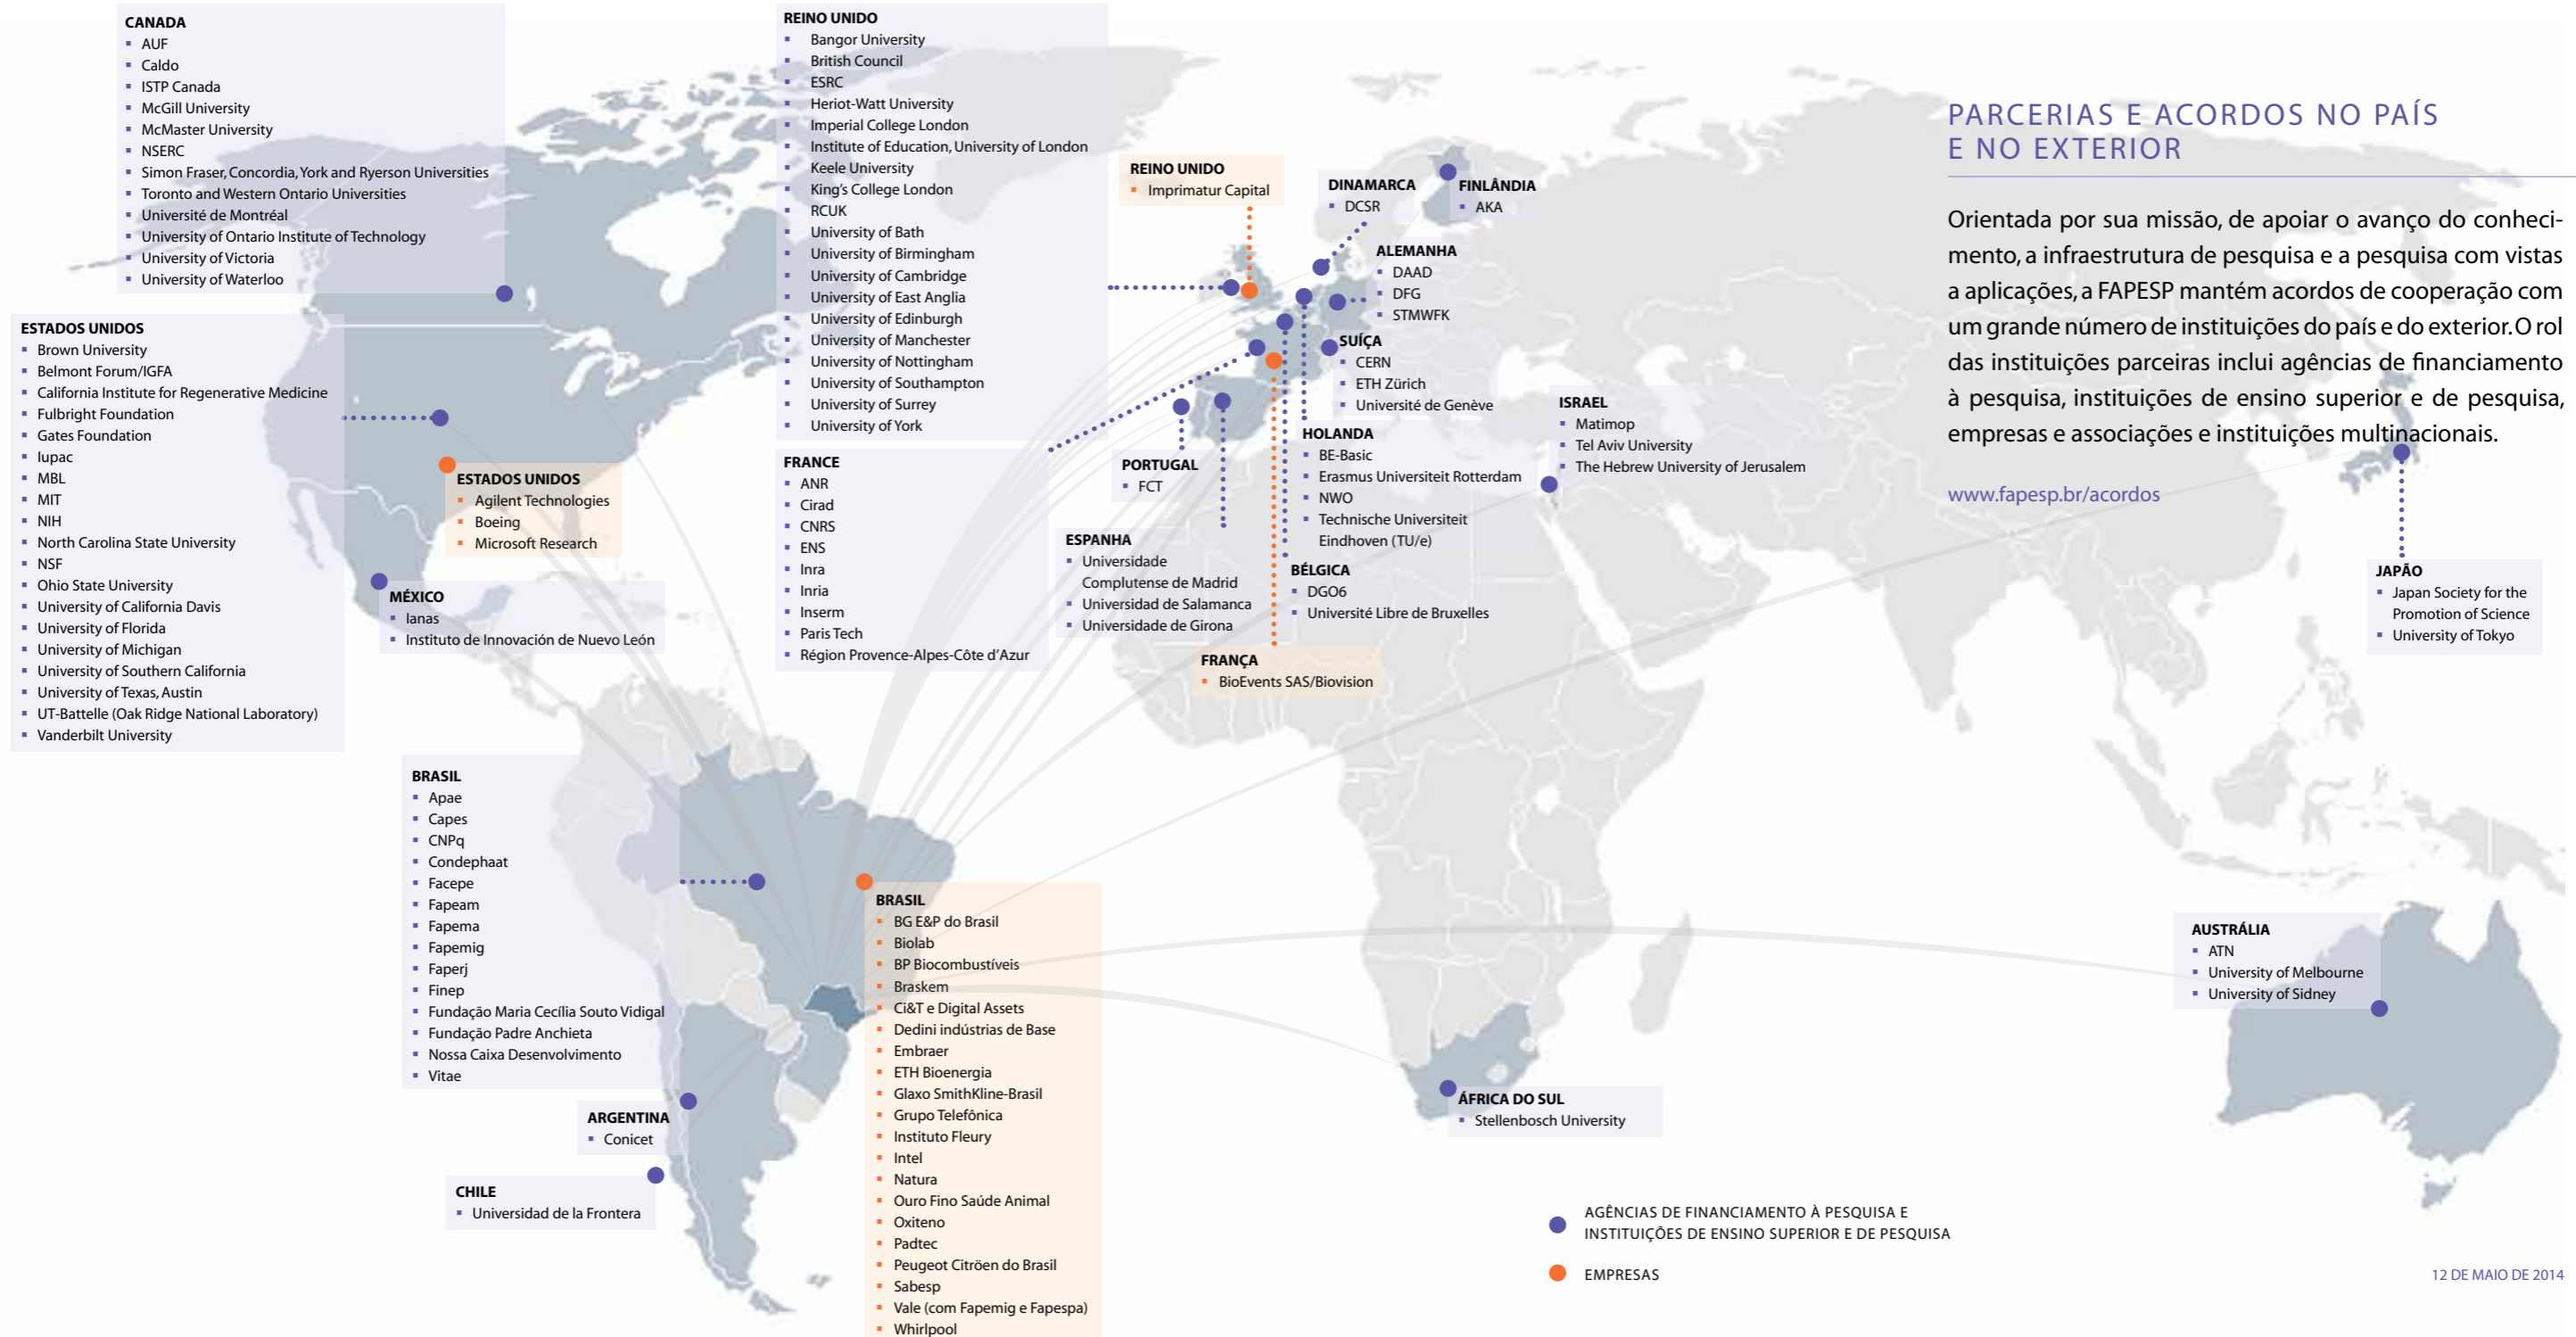 CANADA
AUF
Caldo
ISTP Canada
McGill University
McMaster University
NSERC
Simon Fraser, Concordia, York and Ryerson Universities
Toronto and Western Ontario Universities
Université de Montréal
University of Ontario Institute of Technology
University of Victoria
University of Waterloo
ESTADOS UNIDOS
Brown University
Belmont Forum/IGFA
California Institute for Regenerative Medicine
Fulbright Foundation
Gates Foundation
Iupac
MBL
MIT
NIH
North Carolina State University
NSF
Ohio State University
University of California Davis
University of Florida
University of Michigan
University of Southern California
University of Texas, Austin
UT-Battelle (Oak Ridge National Laboratory)
Vanderbilt University
ESTADOS UNIDOS
Agilent Technologies
Boeing
Microsoft Research
MÉXICO
Ianas
Instituto de Innovación de Nuevo León
REINO UNIDO
Bangor University
British Council
ESRC
Heriot-Watt University
Imperial College London
Institute of Education, University of London
Keele University
King's College London
RCUK
University of Bath
University of Birmingham
University of Cambridge
University of East Anglia
University of Edinburgh
University of Manchester
University of Nottingham
University of Southampton
University of Surrey
University of York
FRANCE
ANR
Cirad
CNRS
ENS
Inra
Inria
Inserm
Paris Tech
Région Provence-Alpes-Côte d'Azur
REINO UNIDO
Imprimatur Capital
DINAMARCA
DCSR
FINLÂNDIA
AKA
ALEMANHA
DAAD
DFG
STMWFK
SUÍÇA
CERN
ETH Zürich
Université de Genève
HOLANDA
BE-Basic
Erasmus Universiteit Rotterdam
NWO
Technische Universiteit
Eindhoven (TU/e)
PORTUGAL
FCT
ESPANHA
Universidade
Complutense de Madrid
Universidad de Salamanca
Universidade de Girona
BÉLGICA
DGO6
Université Libre de Bruxelles
FRANÇA
BioEvents SAS/Biovision
ISRAEL
Matimop
Tel Aviv University
The Hebrew University of Jerusalem
PARCERIAS E ACORDOS NO PAÍS
E NO EXTERIOR
Orientada por sua missão, de apoiar o avanço do conheci-
mento, a infraestrutura de pesquisa e a pesquisa com vistas
a aplicações, a FAPESP mantém acordos de cooperação com
um grande número de instituições do país e do exterior. O rol
das instituições parceiras inclui agências de financiamento
à pesquisa, instituições de ensino superior e de pesquisa,
empresas e associações e instituições multinacionais.
www.fapesp.br/acordos
JAPÃO
Japan Society for the
Promotion of Science
University of Tokyo
BRASIL
Apae
Capes
CNPq
Condephaat
Facepe
Fapeam
Fapema
Fapemig
Faperj
Finep
Fundação Maria Cecília Souto Vidigal
Fundação Padre Anchieta
Nossa Caixa Desenvolvimento
Vitae
BRASIL
BG E&P do Brasil
Biolab
BP Biocombustíveis
Braskem
Ci&T e Digital Assets
Dedini indústrias de Base
Embraer
ETH Bioenergia
Glaxo SmithKline-Brasil
Grupo Telefônica
Instituto Fleury
Intel
Natura
Ouro Fino Saúde Animal
Oxiteno
Padtec
Peugeot Citröen do Brasil
Sabesp
Vale (com Fapemig e Fapespa)
Whirlpool
ARGENTINA
Conicet
CHILE
Universidad de la Frontera
ÁFRICA DO SUL
Stellenbosch University
AUSTRÁLIA
ATN
University of Melbourne
University of Sidney
AGÊNCIAS DE FINANCIAMENTO À PESQUISA E
INSTITUIÇÕES DE ENSINO SUPERIOR E DE PESQUISA
EMPRESAS
12 DE MAIO DE 2014